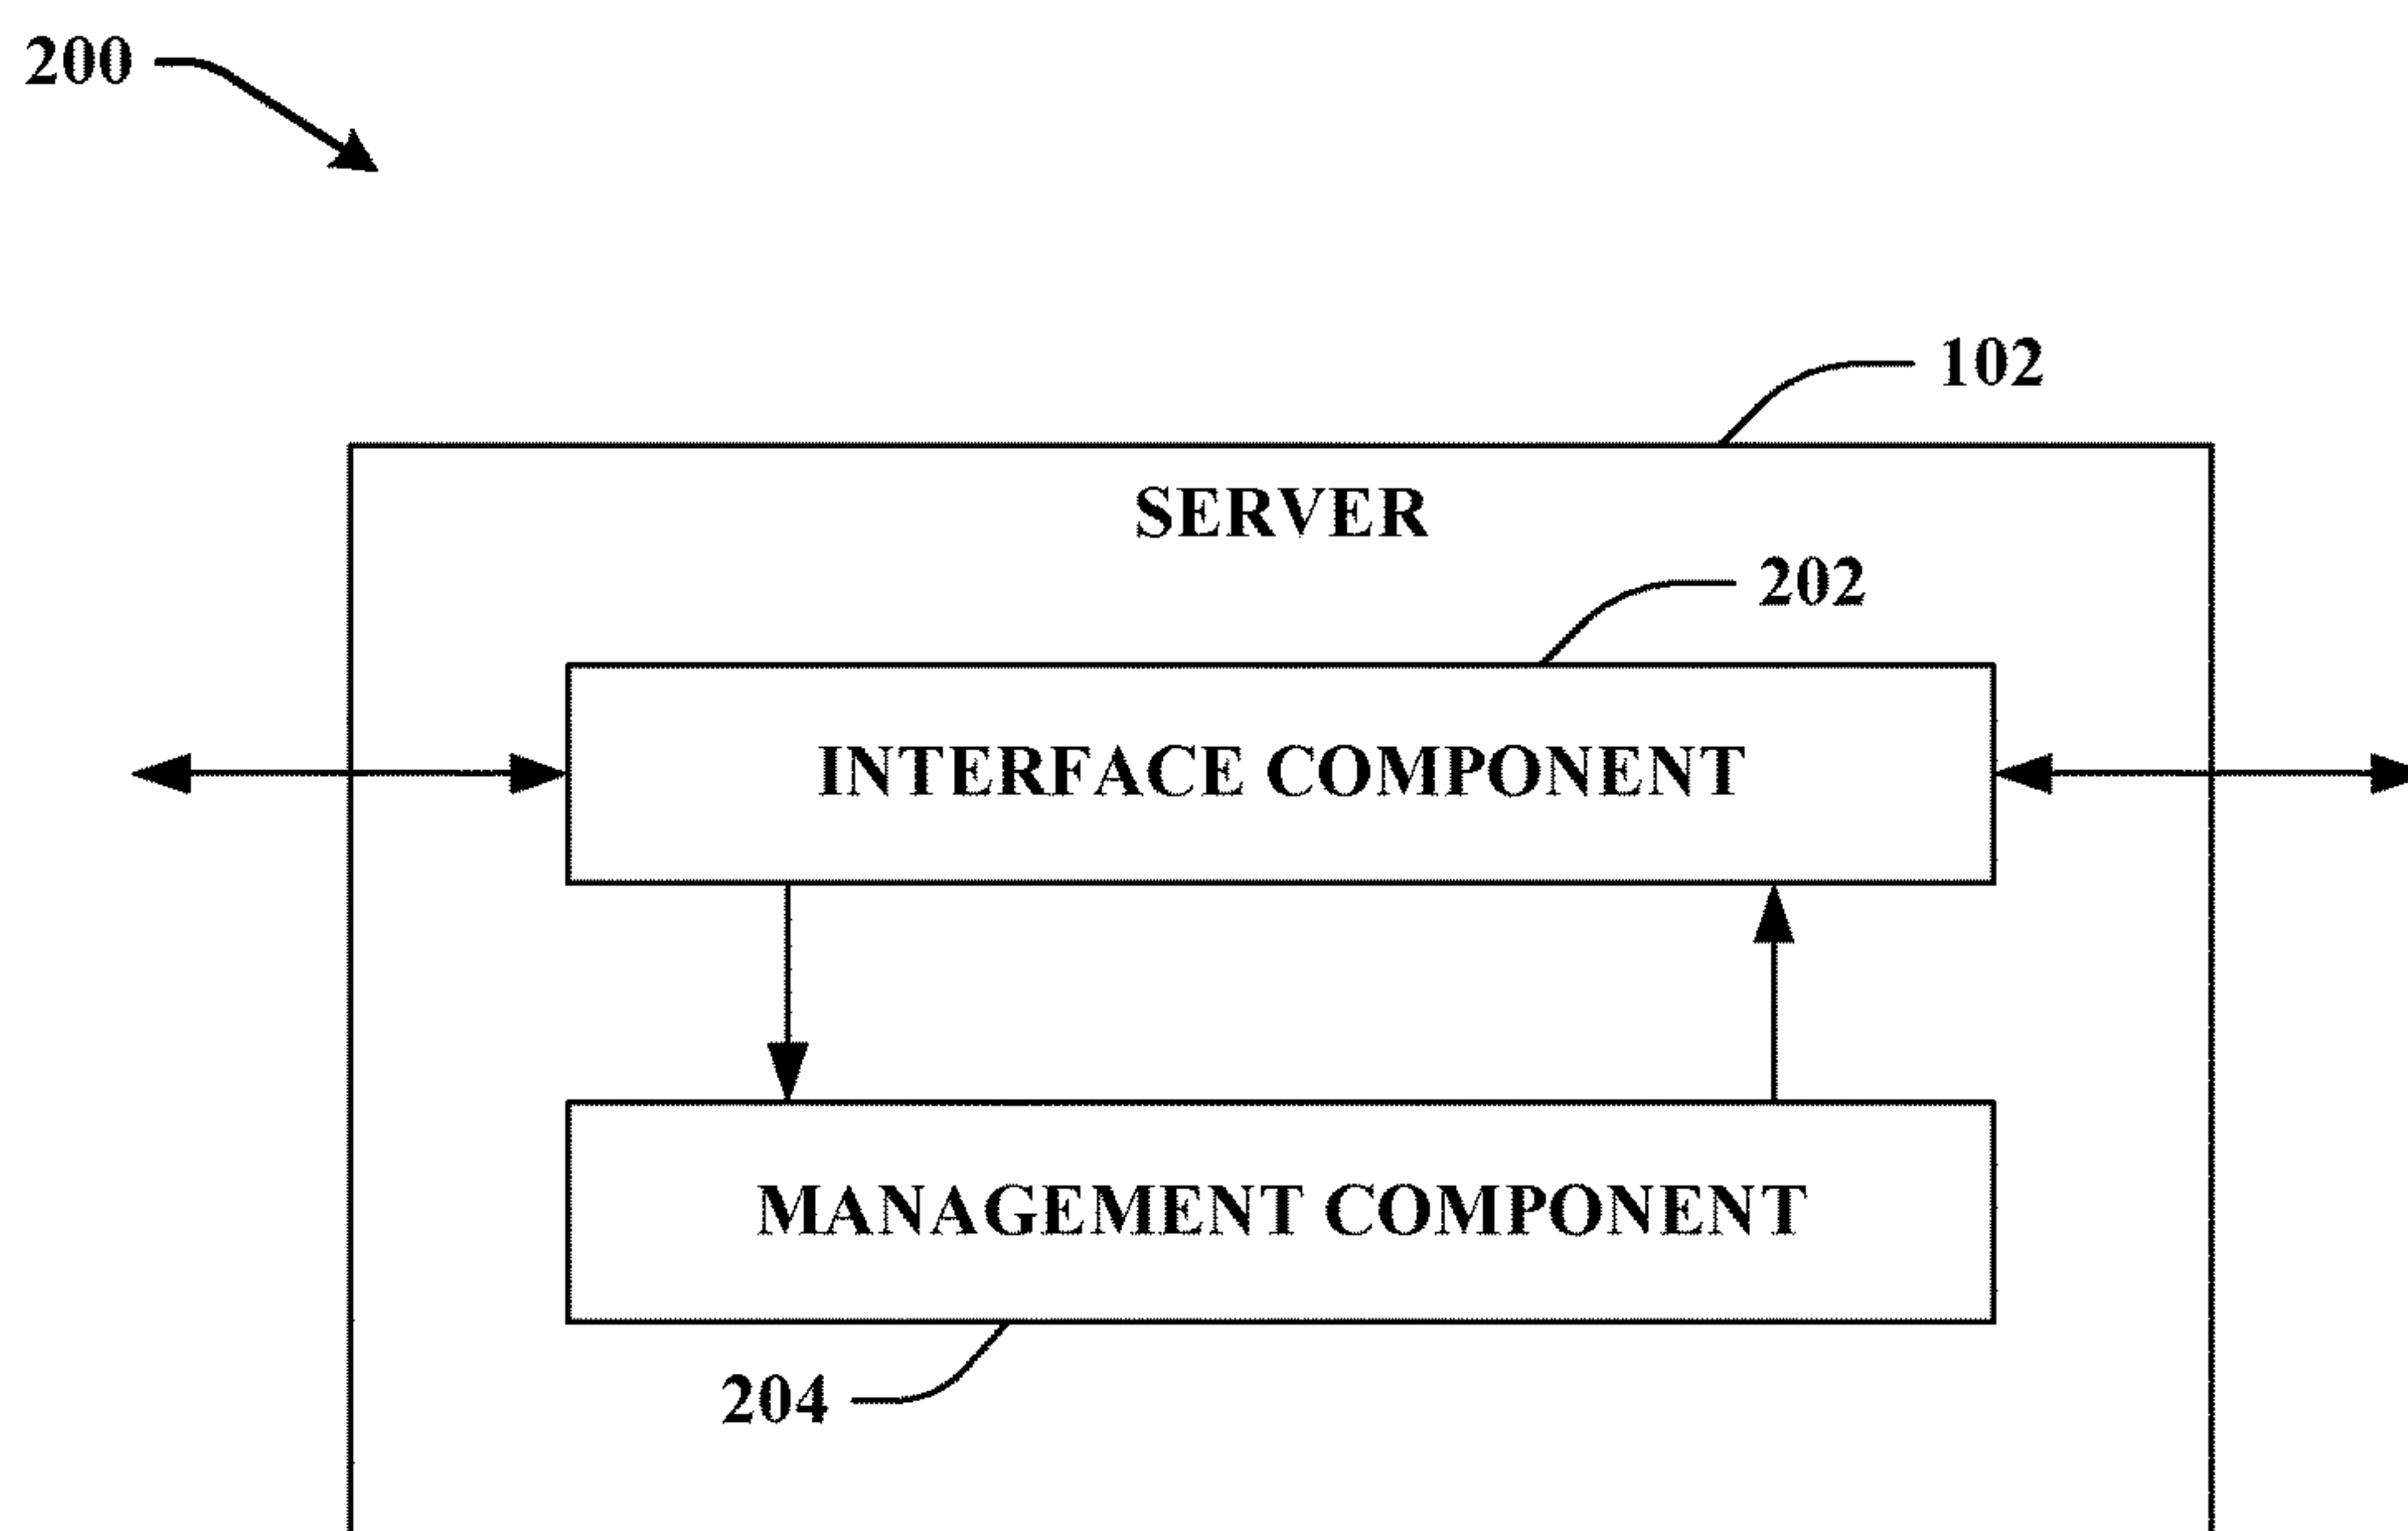 200
102
SERVER
202
INTERFACE COMPONENT
MANAGEMENT COMPONENT
204